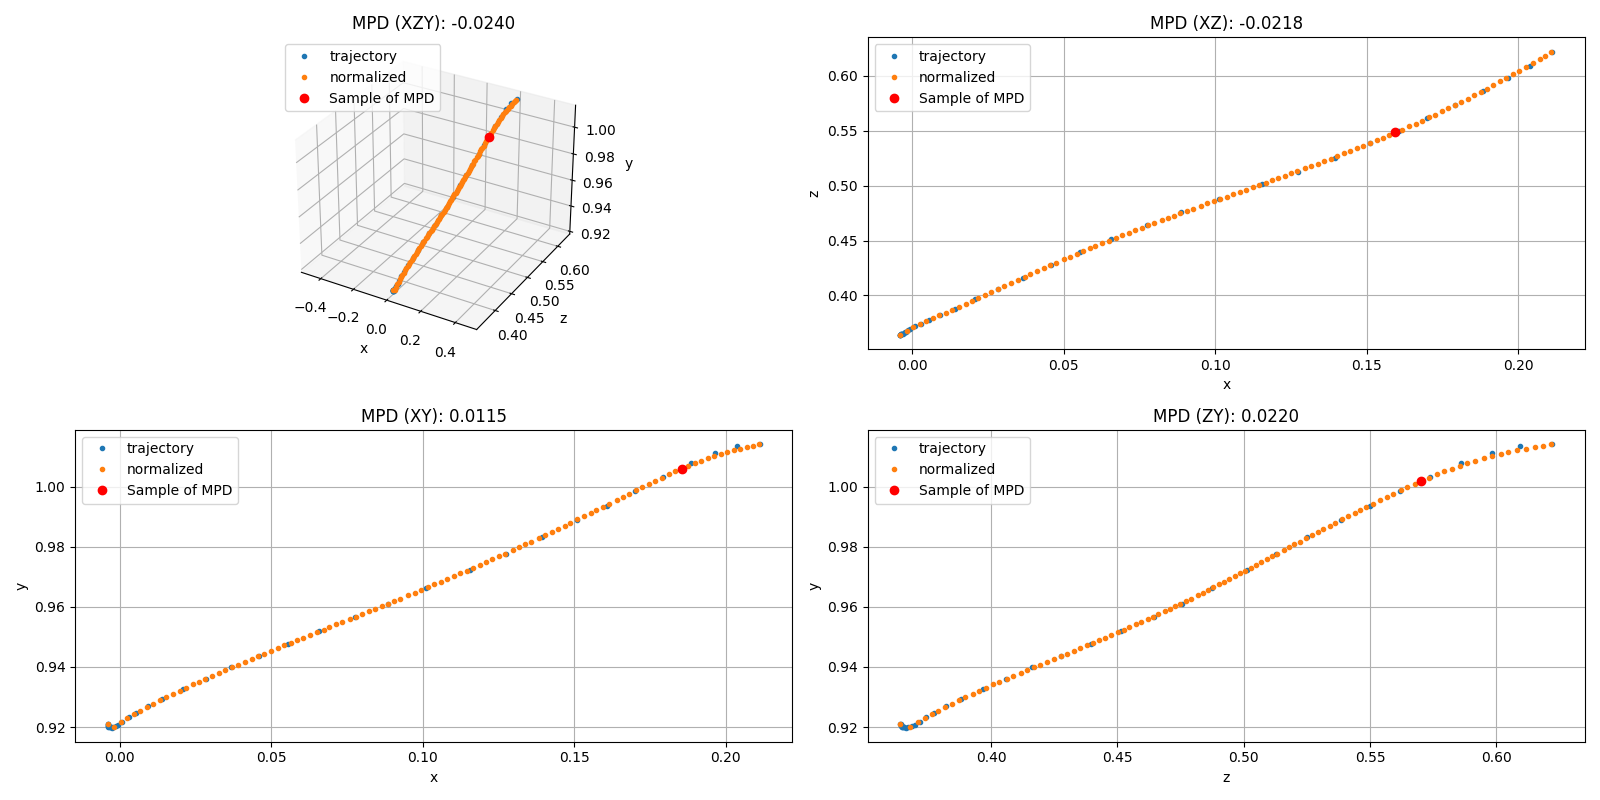 MPD (XZY): -0.0240
trajectory
normalized
Sample of MPD
1.00
0.98
0.96
0.94
0.92
y
0.60
0.55
0.50
0.45
0.40
z
−0.4
−0.2
0.0
0.2
0.4
x
MPD (XZ): -0.0218
trajectory
normalized
Sample of MPD
0.60
0.55
0.50
0.45
0.40
z
0.00 0.05 0.10 0.15 0.20
x
MPD (XY): 0.0115
trajectory
normalized
Sample of MPD
1.00
0.98
0.96
0.94
0.92
y
0.00 0.05 0.10 0.15 0.20
x
MPD (ZY): 0.0220
trajectory
normalized
Sample of MPD
1.00
0.98
0.96
0.94
0.92
y
0.40 0.45 0.50 0.55 0.60
z